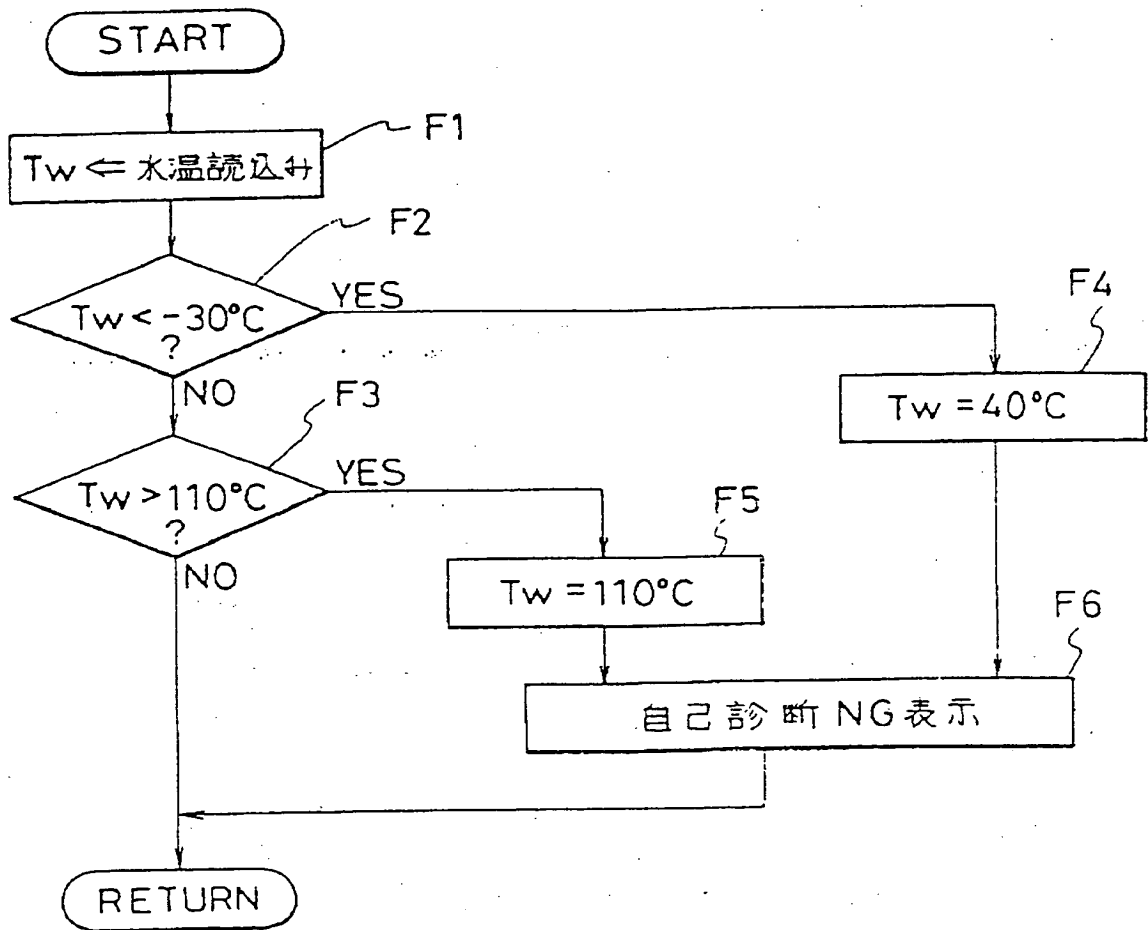 START
F1
Tw ⇐ 水温読込み
F2
Tw < -30°C
?
YES
NO
F4
Tw = 40°C
F3
Tw > 110°C
?
YES
NO
F5
Tw = 110°C
F6
自己診断NG表示
RETURN